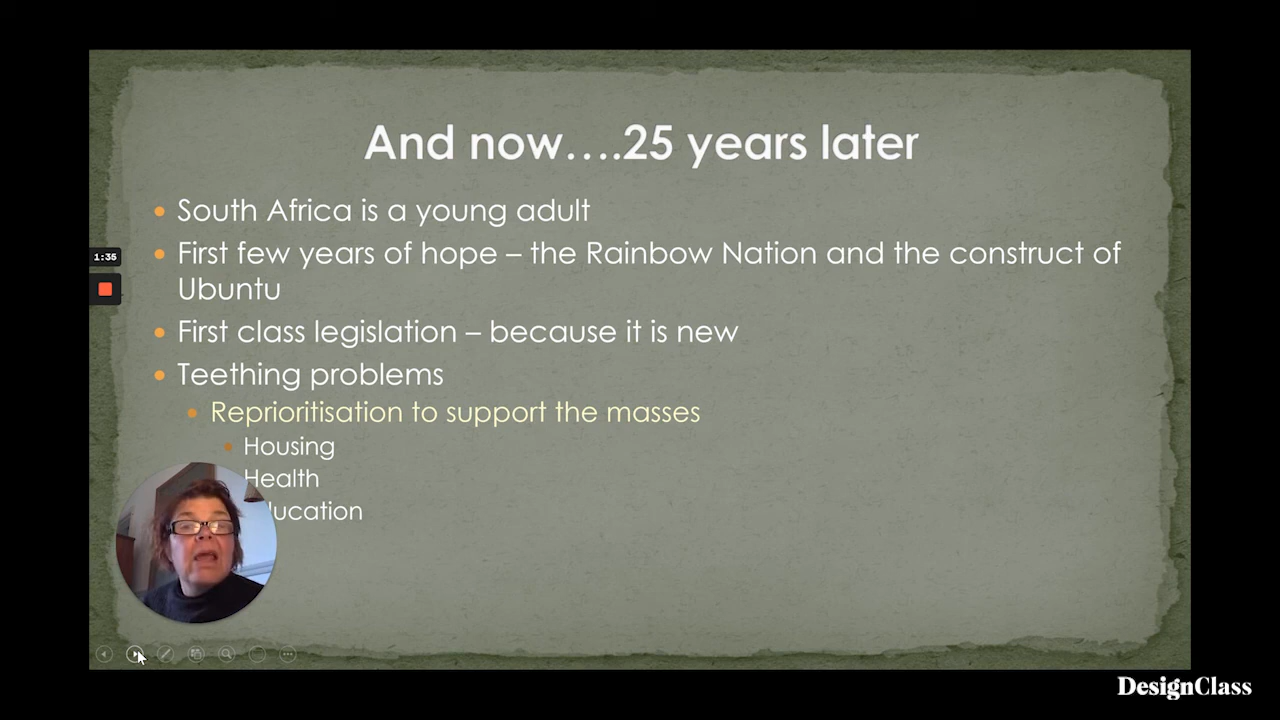 And now….25 years later
South Africa is a young adult
First few years of hope – the Rainbow Nation and the construct of
Ubuntu
1:35
First class legislation – because it is new
Teething problems
Reprioritisation to support the masses
Housing
Health
ducation
DesignClass